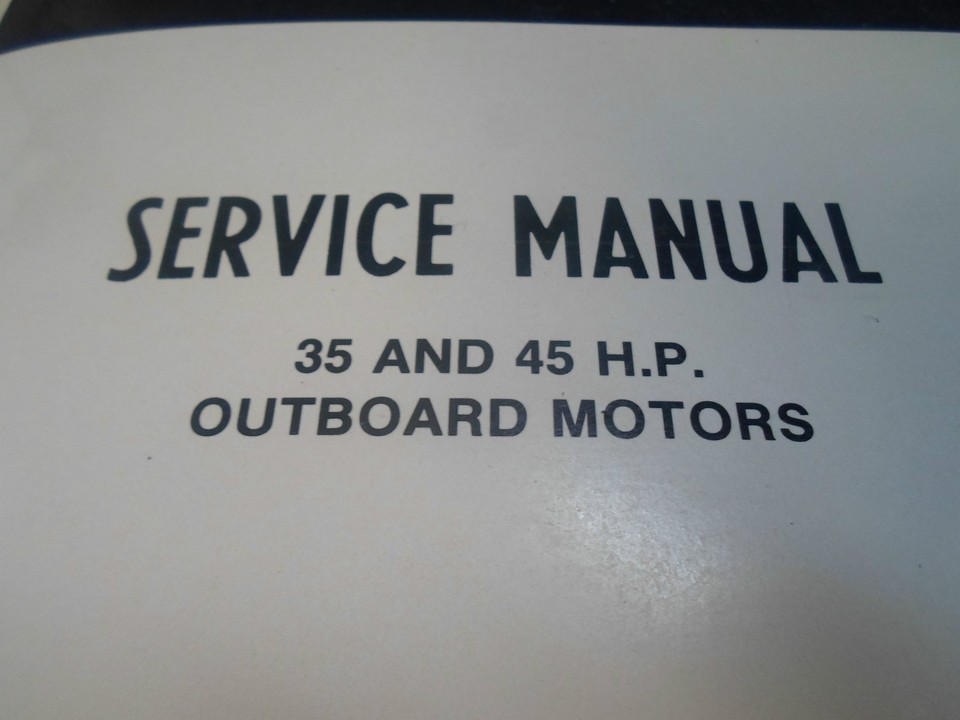 SERVICE MANUAL
35 AND 45 H.P.
OUTBOARD MOTORS